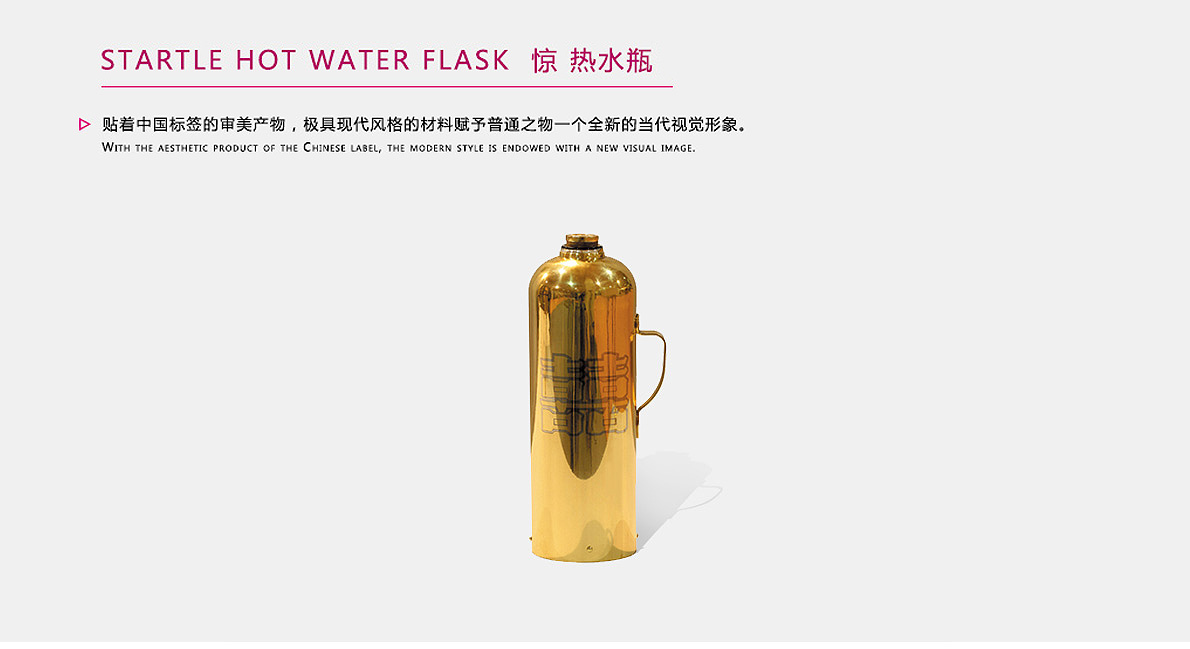 STARTLE HOT WATER FLASK 惊 热水瓶
贴着中国标签的审美产物，极具现代风格的材料赋予普通之物一个全新的当代视觉形象。
WITH THE AESTHETIC PRODUCT OF THE CHINESE LABEL, THE MODERN STYLE IS ENDOWED WITH A NEW VISUAL IMAGE.
囍